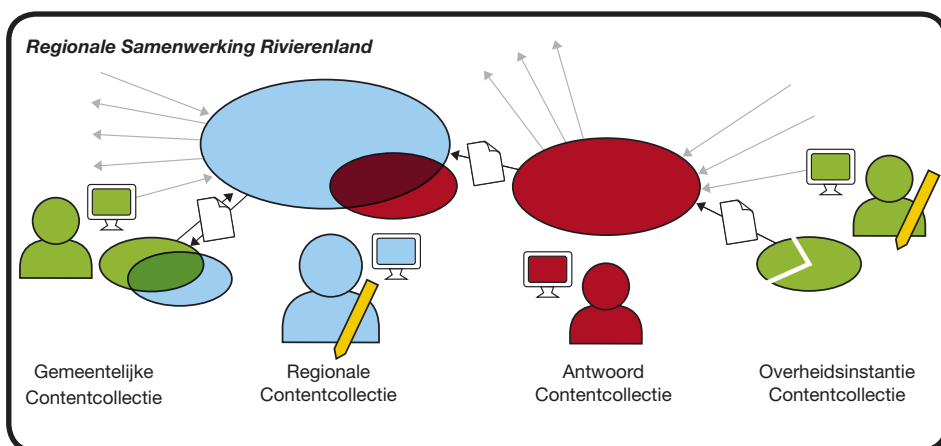 Regionale Samenwerking Rivierenland
Gemeentelijke
Contentcollectie
Regionale
Contentcollectie
Antwoord
Contentcollectie
Overheidsinstantie
Contentcollectie